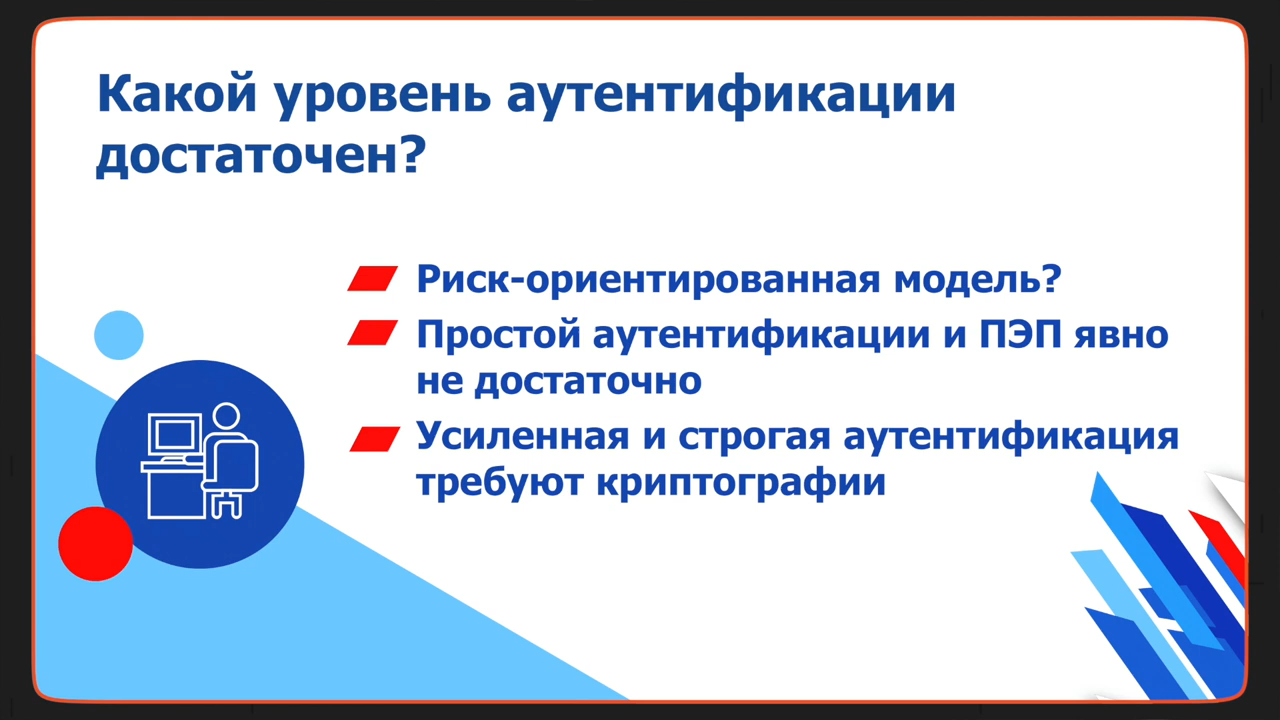 Какой уровень аутентификации
достаточен?
Риск-ориентированная модель?
Простой аутентификации и ПЭП явно
не достаточно
Усиленная и строгая аутентификация
требуют криптографии